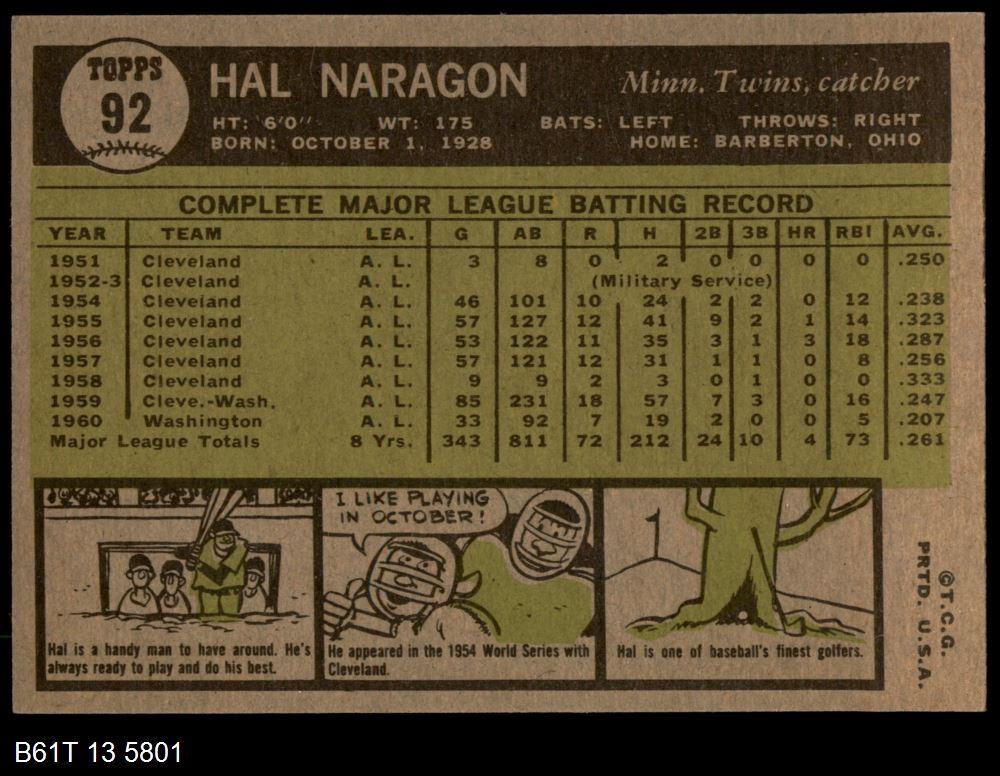 TOPPS
92
HAL NARAGON
Minn. Twins, catcher
HT: 6'0" WT: 175 BATS: LEFT THROWS: RIGHT
BORN: OCTOBER 1, 1928 HOME: BARBERTON, OHIO
COMPLETE MAJOR LEAGUE BATTING RECORD
YEAR TEAM LEA. G AB R H 2B 3B HR RBI AVG.
1951 Cleveland A. L. 3 8 0 2 0 0 0 0 .250
1952-3 Cleveland A. L. (Military Service)
1954 Cleveland A. L. 46 101 10 24 2 2 0 12 .238
1955 Cleveland A. L. 57 127 12 41 9 2 1 14 .323
1956 Cleveland A. L. 53 122 11 35 3 1 3 18 .287
1957 Cleveland A. L. 57 121 12 31 1 1 0 8 .256
1958 Cleveland A. L. 9 9 2 3 0 1 0 0 .333
1959 Cleve.-Wash. A. L. 85 231 18 57 7 3 0 16 .247
1960 Washington A. L. 33 92 7 19 2 0 0 5 .207
Major League Totals 8 Yrs. 343 811 72 212 24 10 4 73 .261
Hal is a handy man to have around. He's
always ready to play and do his best.
I LIKE PLAYING
IN OCTOBER!
He appeared in the 1954 World Series with
Cleveland.
Hal is one of baseball's finest golfers.
©T.C.G.
PRTD. U.S.A.
B61T 13 5801